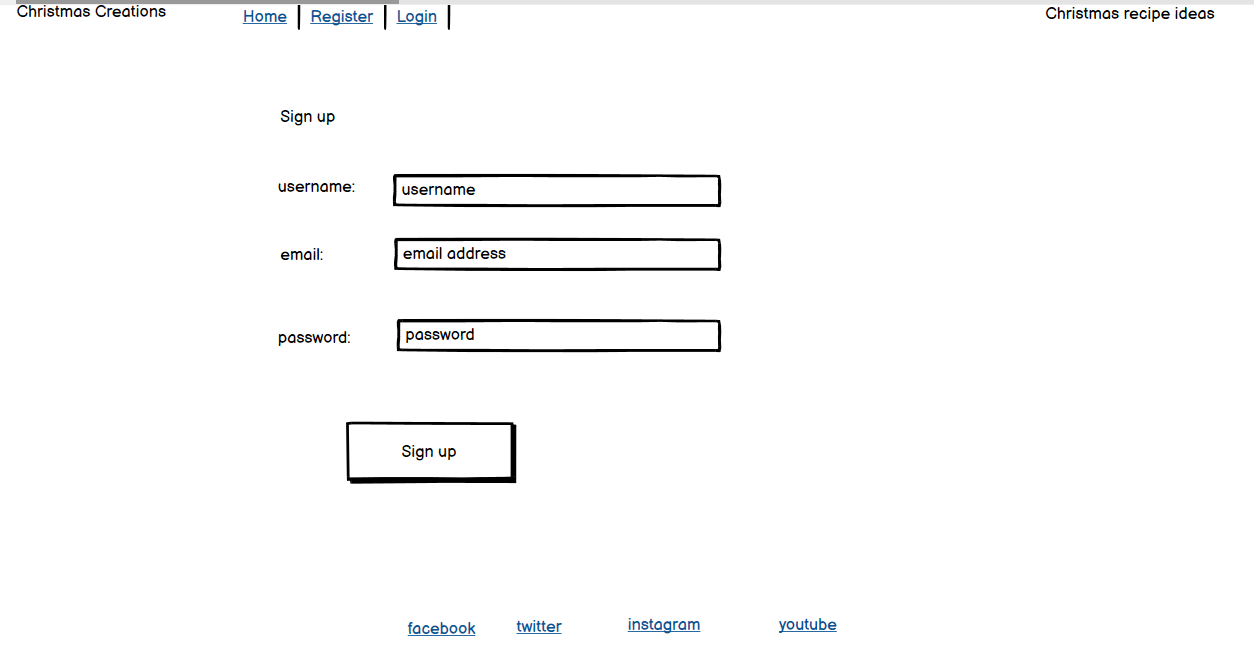 Christmas Creations Home Register Login Christmas recipe ideas
Sign up
username: username
email: email address
password: password
Sign up
facebook twitter instagram youtube